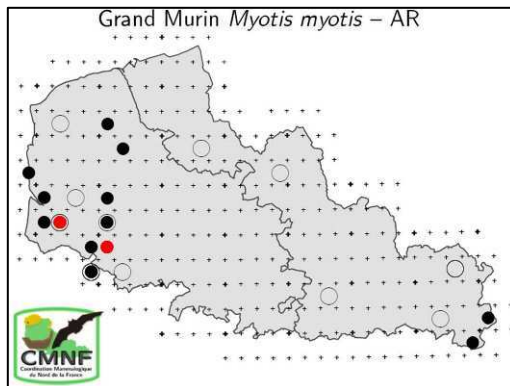 Grand Murin Myotis myotis – AR
CMNF
Coordination Mammalogique
du Nord de la France